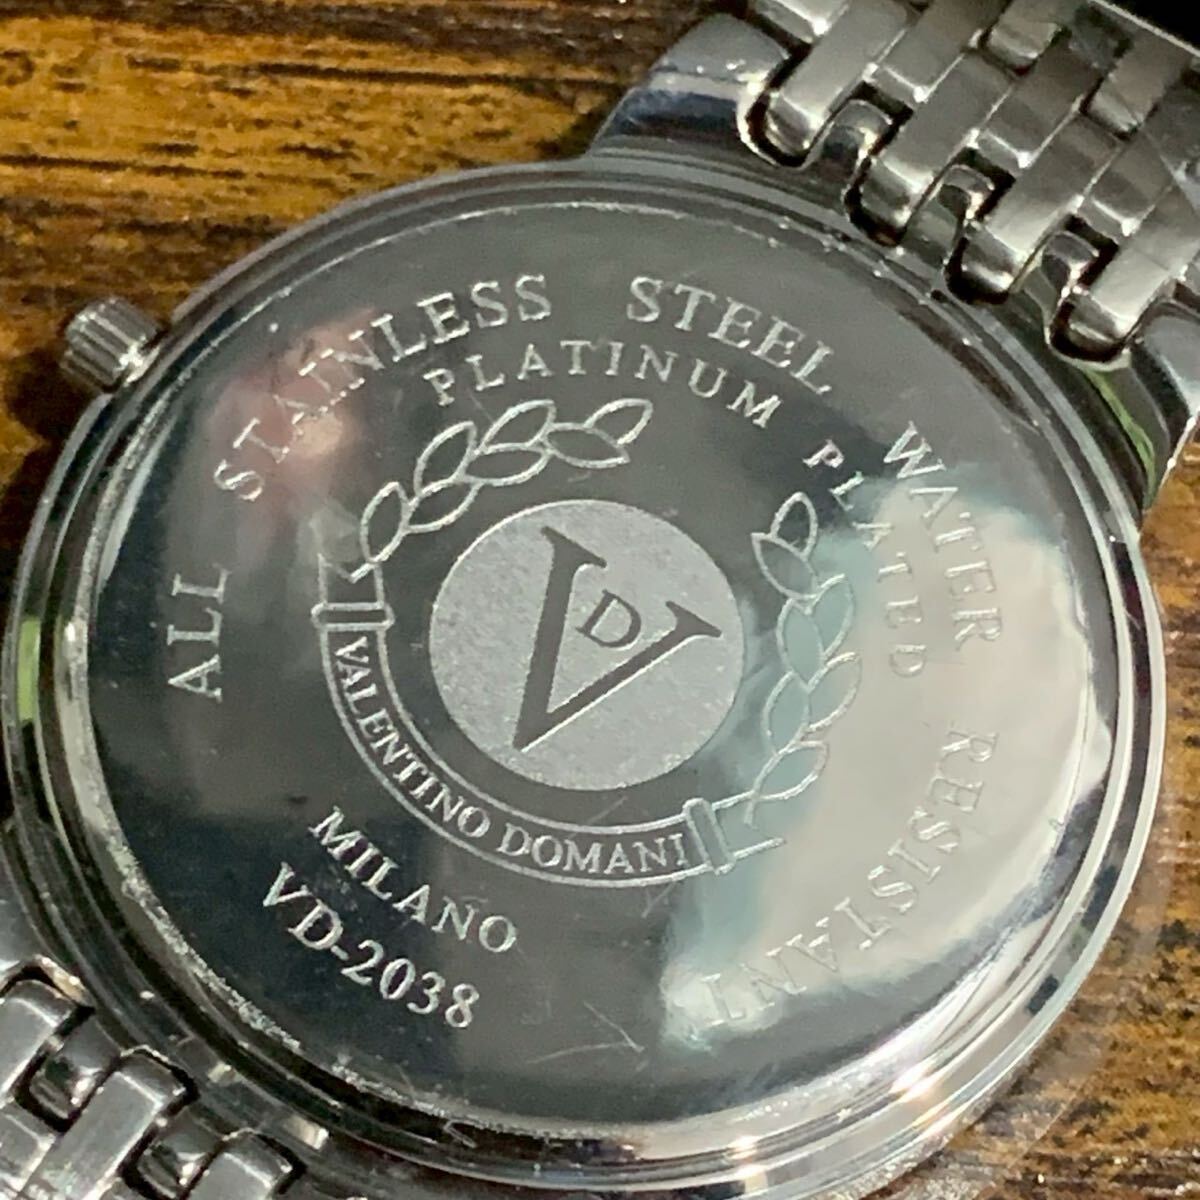 ALL STAINLESS STEEL WATER RESISTANT
PLATINUM PLATED
VD
VALENTINO DOMANI
MILANO
VD-2038